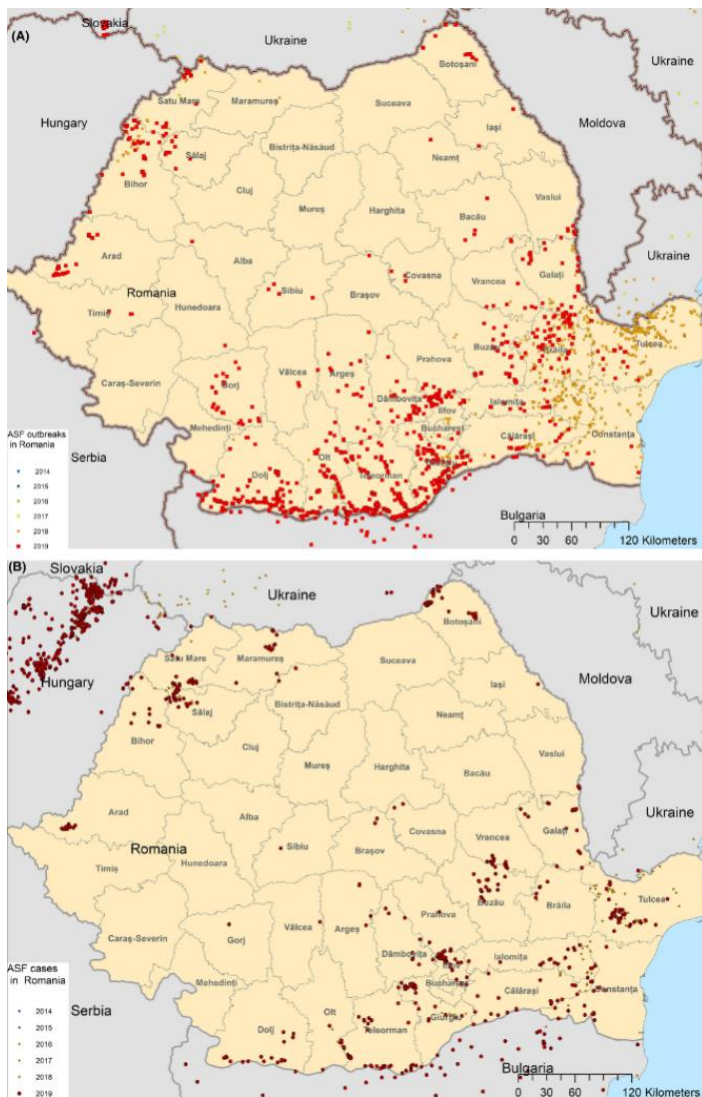 (A)
Slovakia
Ukraine
Botoșani
Ukraine
Satu Mare
Maramureș
Suceava
Hungary
Iași
Moldova
Sălaj
Bistrița-Năsăud
Neamț
Bihor
Cluj
Mureș
Harghita
Bacău
Vaslui
Ukraine
Arad
Alba
Covasna
Vrancea
Galați
Romania
Sibiu
Brașov
Timiș
Hunedoara
Buzău
Brăila
Tulcea
Caraș-Severin
Gorj
Vâlcea
Argeș
Prahova
Dâmbovița
Ialomița
Ilfov
Mehedinți
București
Călărași
Constanța
ASF outbreaks
in Romania
Olt
Dolj
Teleorman
2014
Serbia
2015
2016
Bulgaria
2017
2018
2019
0 30 60 120 Kilometers
(B)
Slovakia
Ukraine
Ukraine
Botoșani
Satu Mare
Maramureș
Suceava
Hungary
Moldova
Iași
Sălaj
Bistrița-Năsăud
Neamț
Bihor
Cluj
Mureș
Harghita
Bacău
Vaslui
Ukraine
Arad
Alba
Covasna
Vrancea
Galați
Romania
Sibiu
Brașov
Timiș
Hunedoara
Buzău
Brăila
Tulcea
Caraș-Severin
Gorj
Vâlcea
Argeș
Prahova
Dâmbovița
Ialomița
Mehedinți
București
Călărași
Constanța
ASF cases
in Romania
Olt
Giurgiu
Dolj
Teleorman
2014
Serbia
2015
2016
2017
Bulgaria
2018
2019
0 30 60 120 Kilometers